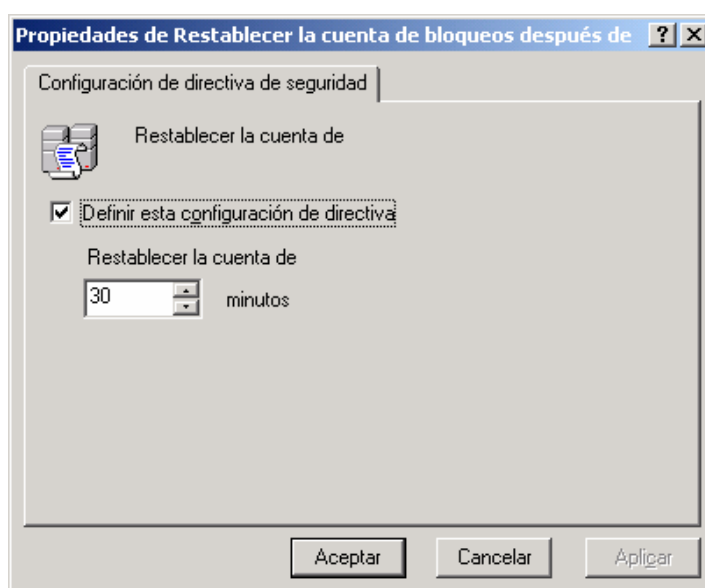 Propiedades de Restablecer la cuenta de bloqueos después de
Configuración de directiva de seguridad
Restablecer la cuenta de
Definir esta configuración de directiva
Restablecer la cuenta de
30 minutos
Aceptar Cancelar Aplicar